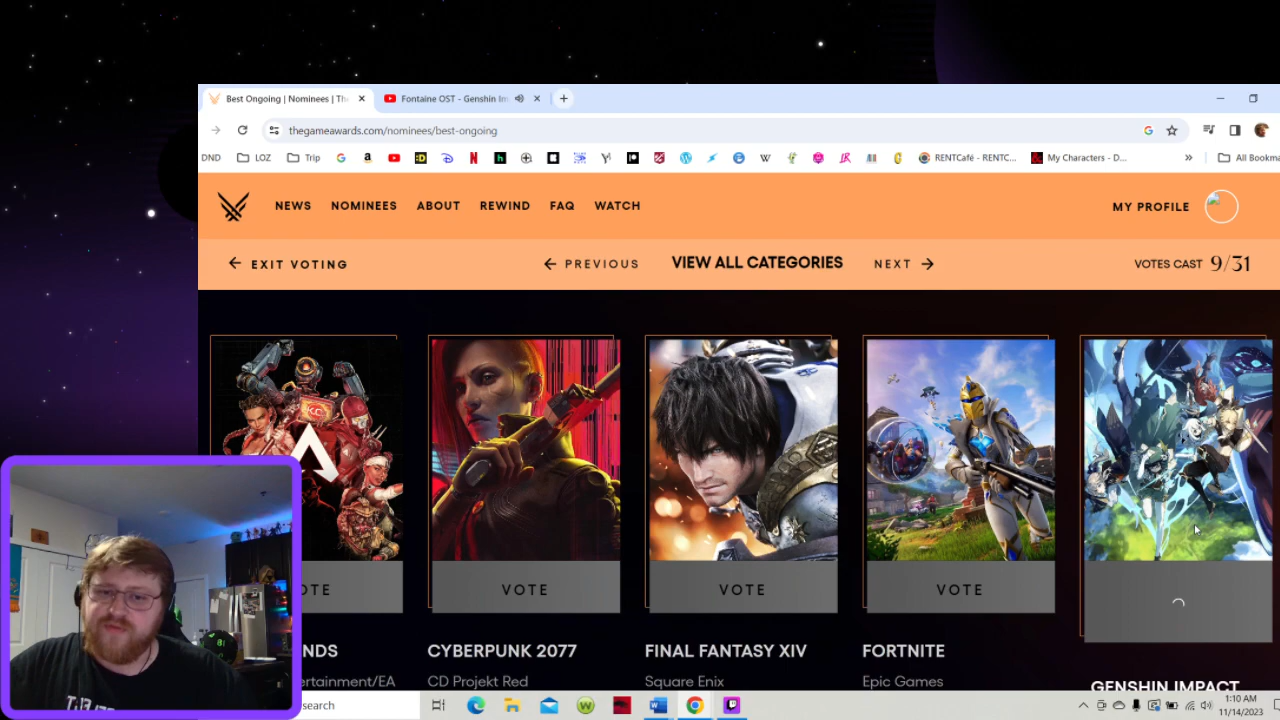 Best Ongoing | Nominees | Th
Fontaine OST - Genshin Im
thegameawards.com/nominees/best-ongoing
DND
LOZ
Trip
RENTCafé - RENTC...
My Characters - D...
All Bookma
NEWS
NOMINEES
ABOUT
REWIND
FAQ
WATCH
MY PROFILE
EXIT VOTING
PREVIOUS
VIEW ALL CATEGORIES
NEXT
VOTES CAST 9/31
OTE
VOTE
VOTE
VOTE
NDS
CYBERPUNK 2077
FINAL FANTASY XIV
FORTNITE
GENSHIN IMPACT
ertainment/EA
CD Projekt Red
Square Enix
Epic Games
search
1:10 AM
11/14/2023